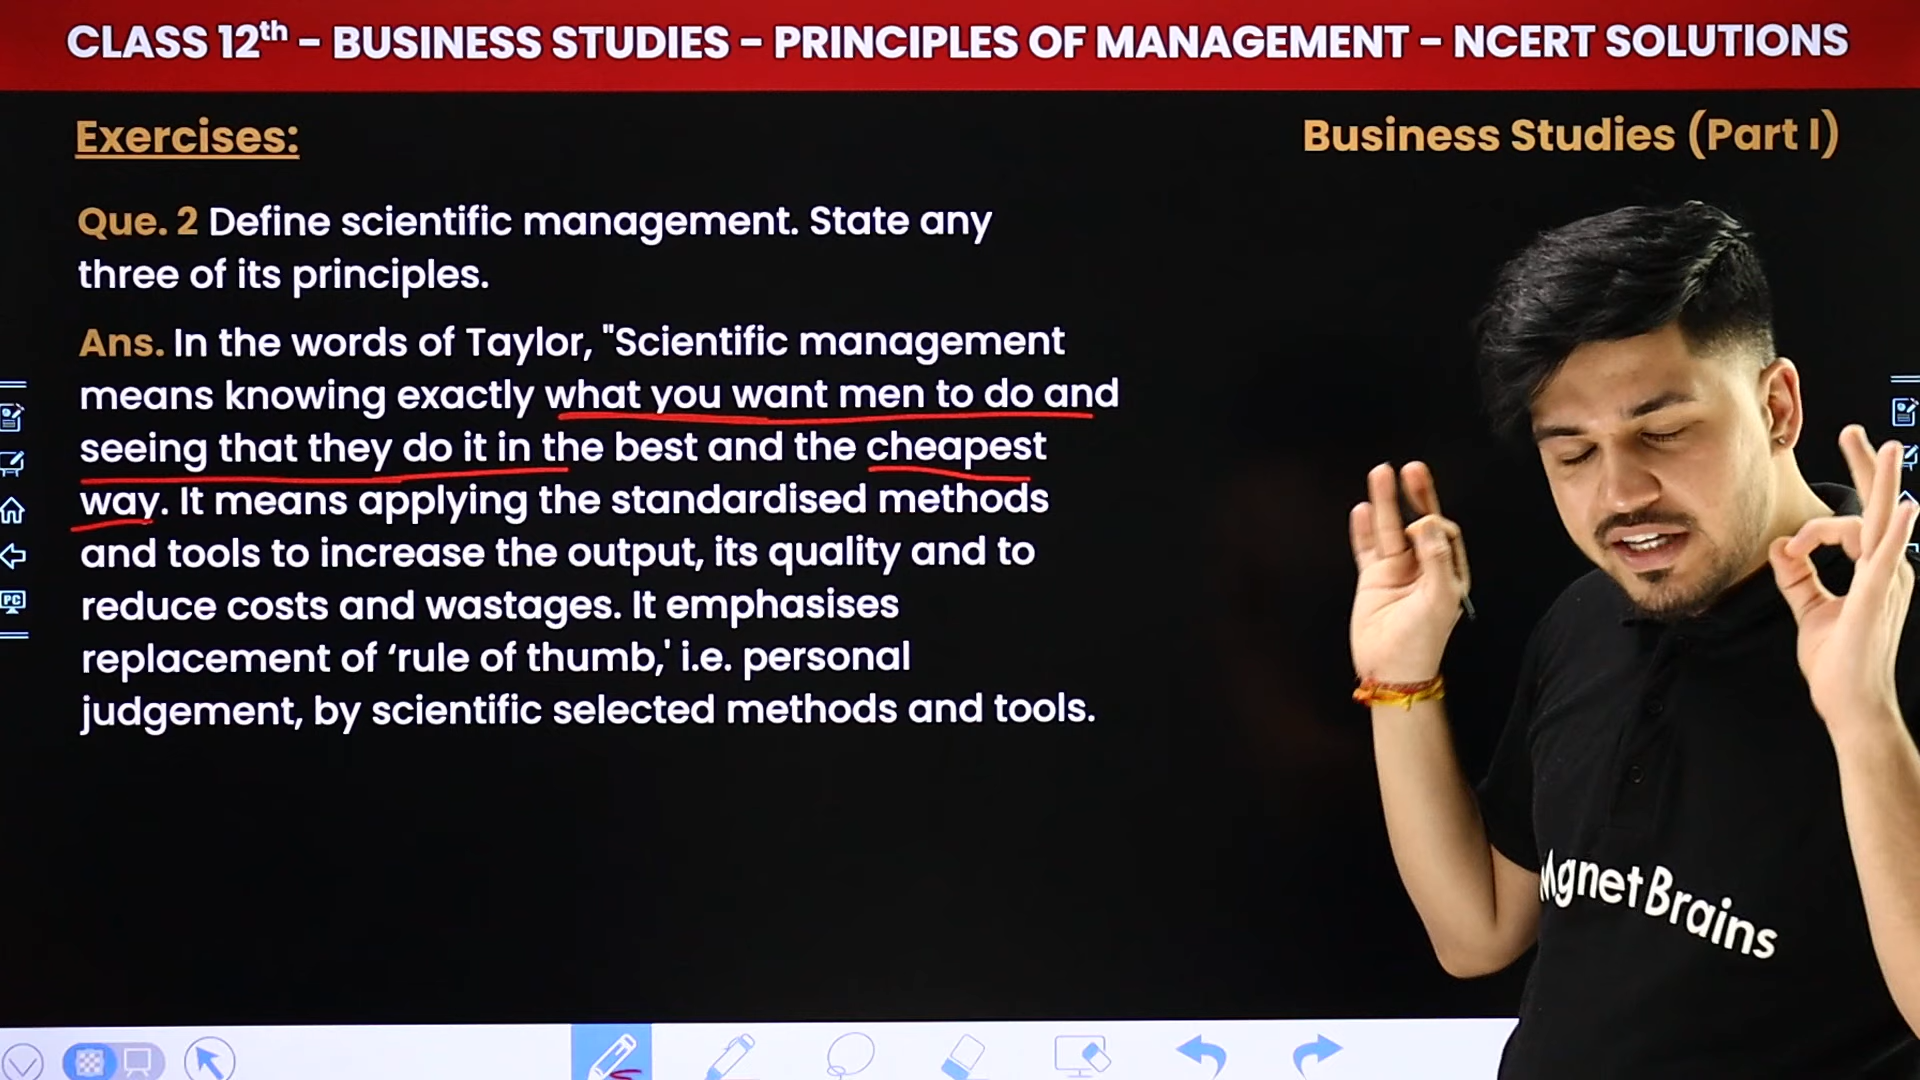 CLASS 12th - BUSINESS STUDIES - PRINCIPLES OF MANAGEMENT - NCERT SOLUTIONS
Exercises:
Business Studies (Part I)
Que. 2 Define scientific management. State any
three of its principles.
Ans. In the words of Taylor, "Scientific management
means knowing exactly what you want men to do and
seeing that they do it in the best and the cheapest
way. It means applying the standardised methods
and tools to increase the output, its quality and to
reduce costs and wastages. It emphasises
replacement of ‘rule of thumb,' i.e. personal
judgement, by scientific selected methods and tools.
PC
MgnetBrains